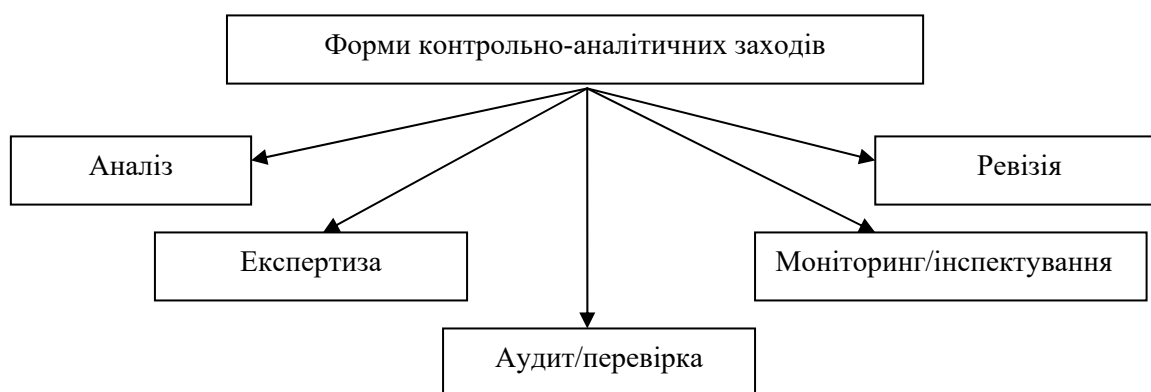 Форми контрольно-аналітичних заходів
Аналіз
Ревізія
Експертиза
Моніторинг/інспектування
Аудит/перевірка